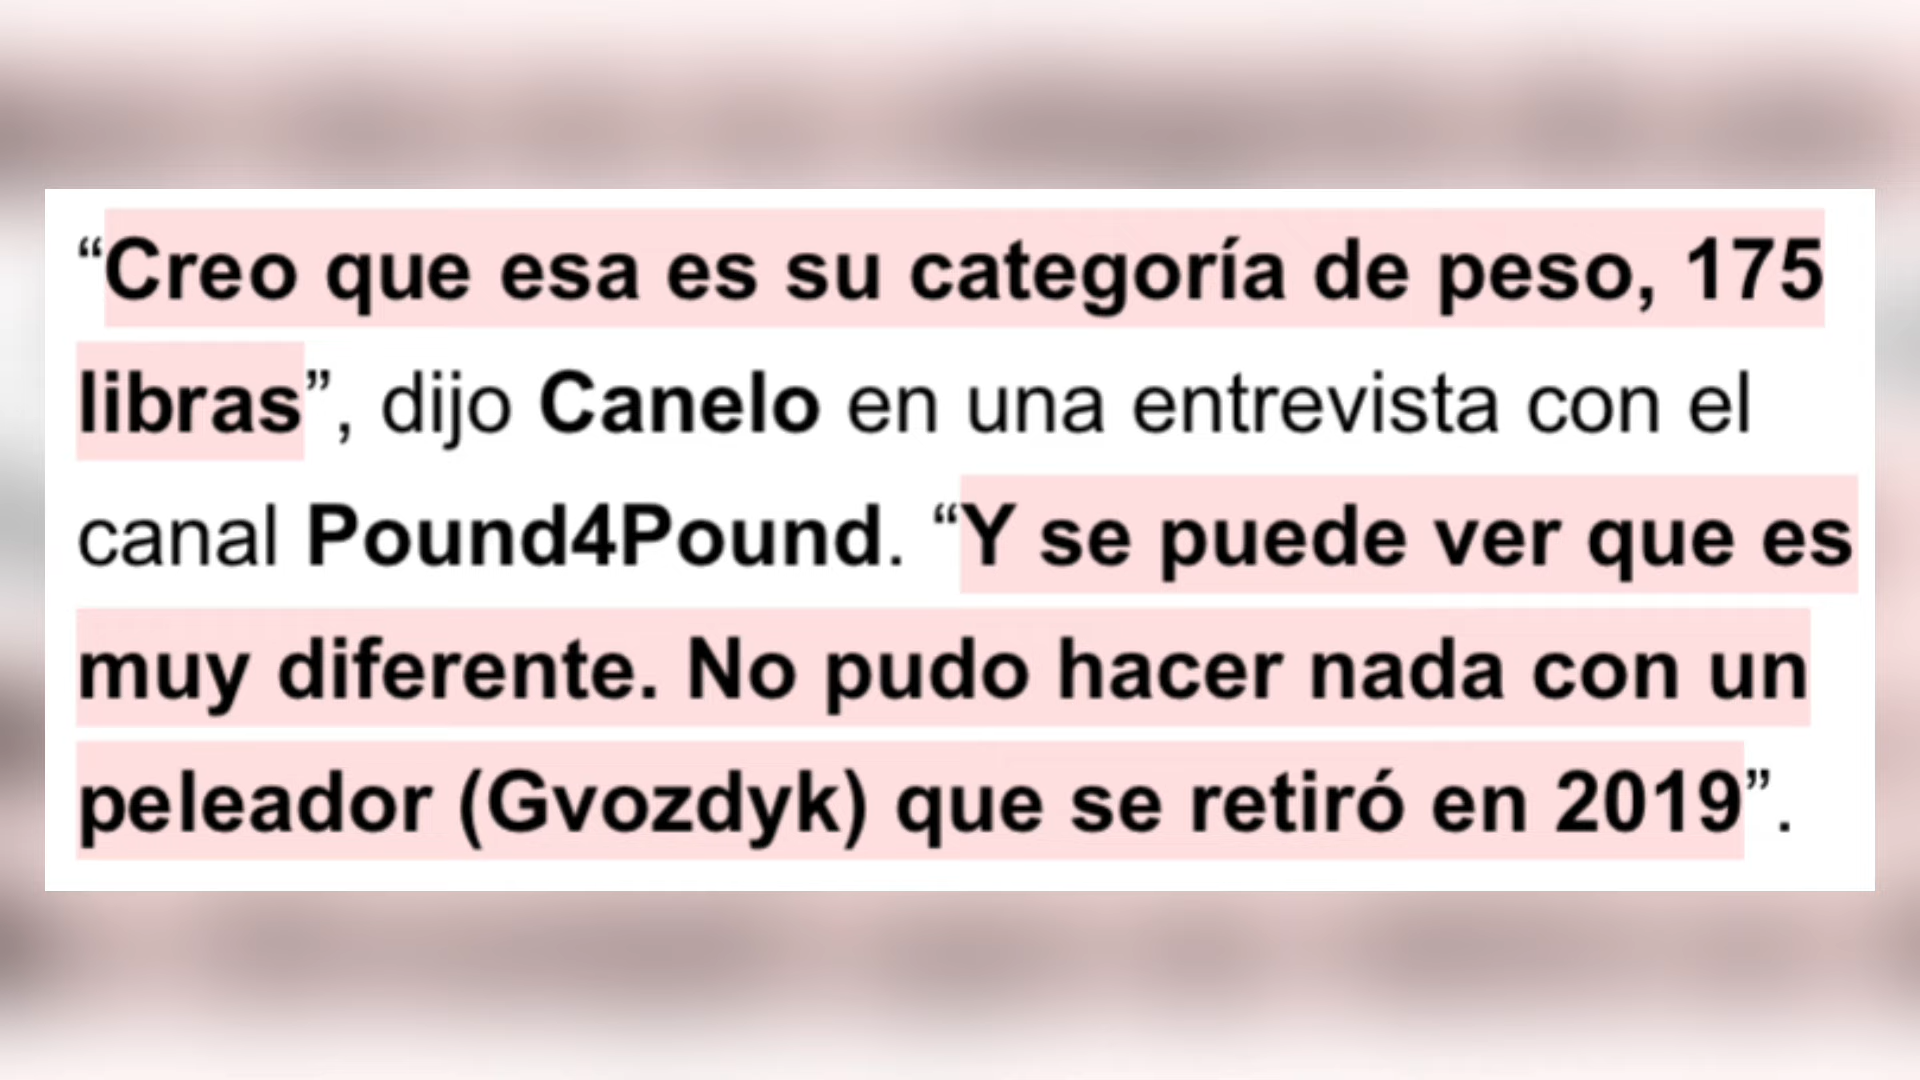 “Creo que esa es su categoría de peso, 175
libras”, dijo Canelo en una entrevista con el
canal Pound4Pound. “Y se puede ver que es
muy diferente. No pudo hacer nada con un
peleador (Gvozdyk) que se retiró en 2019”.